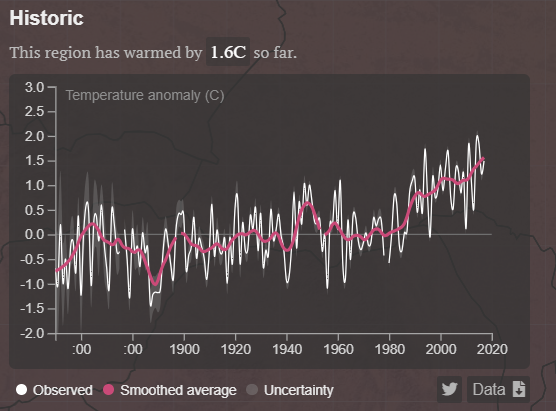 Historic
This region has warmed by 1.6C so far.
Temperature anomaly (C)
3.0
2.5
2.0
1.5
1.0
0.5
0.0
-0.5
-1.0
-1.5
-2.0
:00 :00 1900 1920 1940 1960 1980 2000 2020
Observed Smoothed average Uncertainty
Data